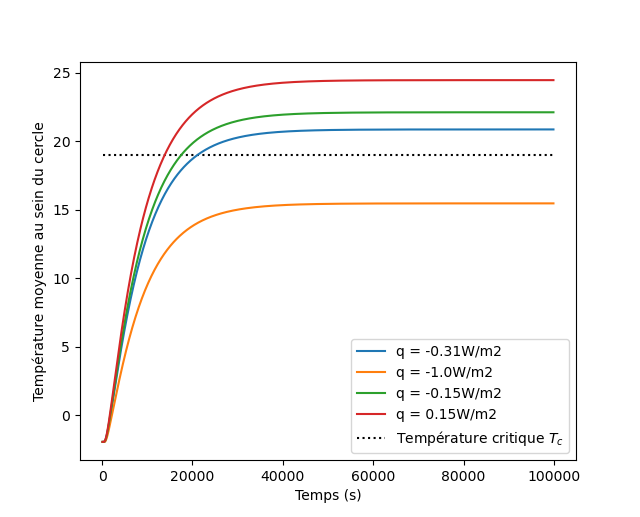 25
20
15
10
5
0
Température moyenne au sein du cercle
q = -0.31W/m2
q = -1.0W/m2
q = -0.15W/m2
q = 0.15W/m2
Température critique T_c
0 20000 40000 60000 80000 100000
Temps (s)